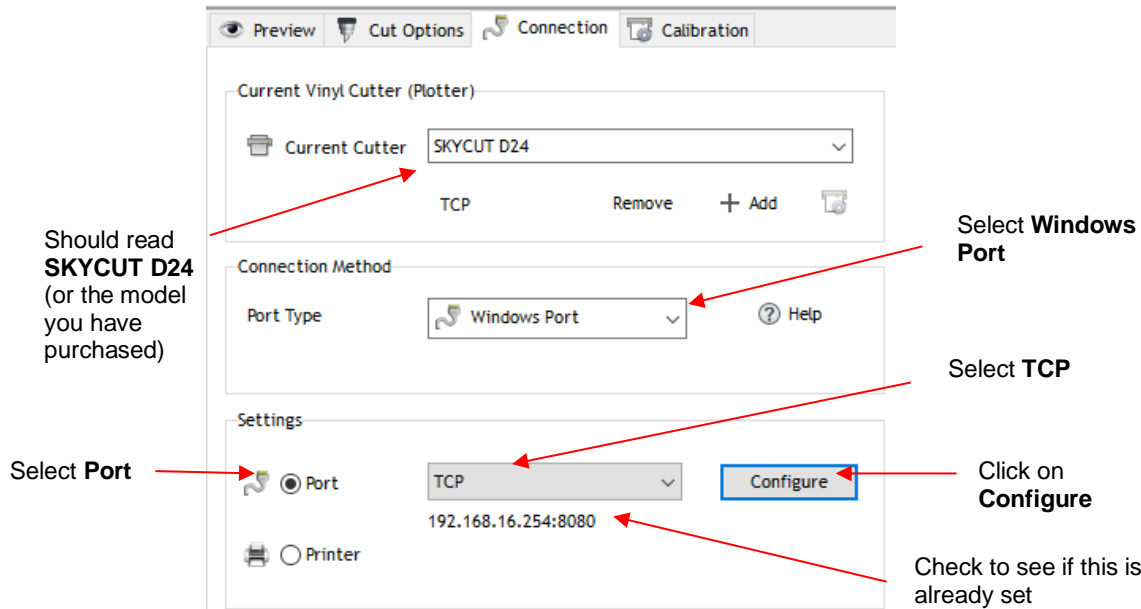 Preview Cut Options Connection Calibration
Current Vinyl Cutter (Plotter)
Current Cutter SKYCUT D24
TCP Remove + Add
Should read
SKYCUT D24
(or the model
you have
purchased)
Select Windows
Port
Connection Method
Port Type Windows Port ? Help
Select TCP
Settings
Select Port
Port TCP Configure
Click on
Configure
192.168.16.254:8080
Printer
Check to see if this is
already set